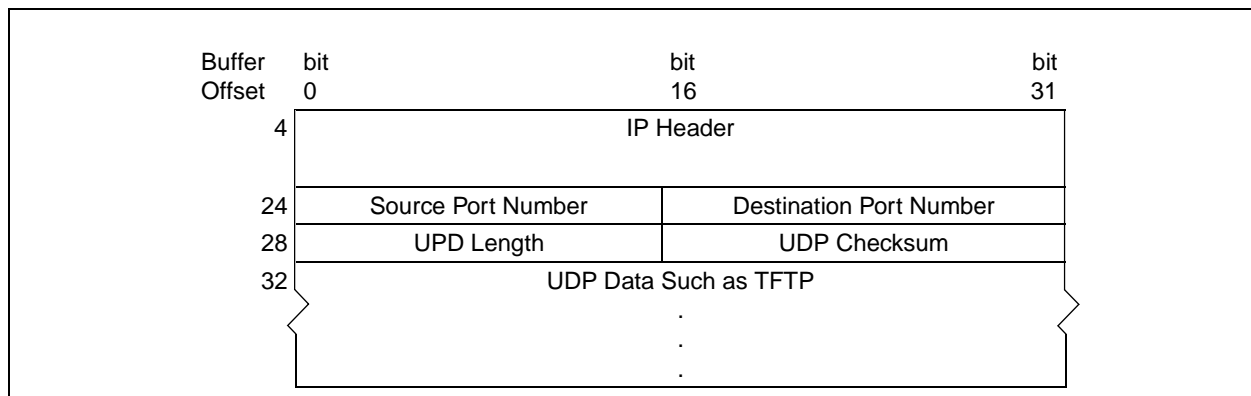 Buffer bit bit bit
Offset 0 16 31
4 IP Header
24 Source Port Number Destination Port Number
28 UPD Length UDP Checksum
32 UDP Data Such as TFTP
.
.
.